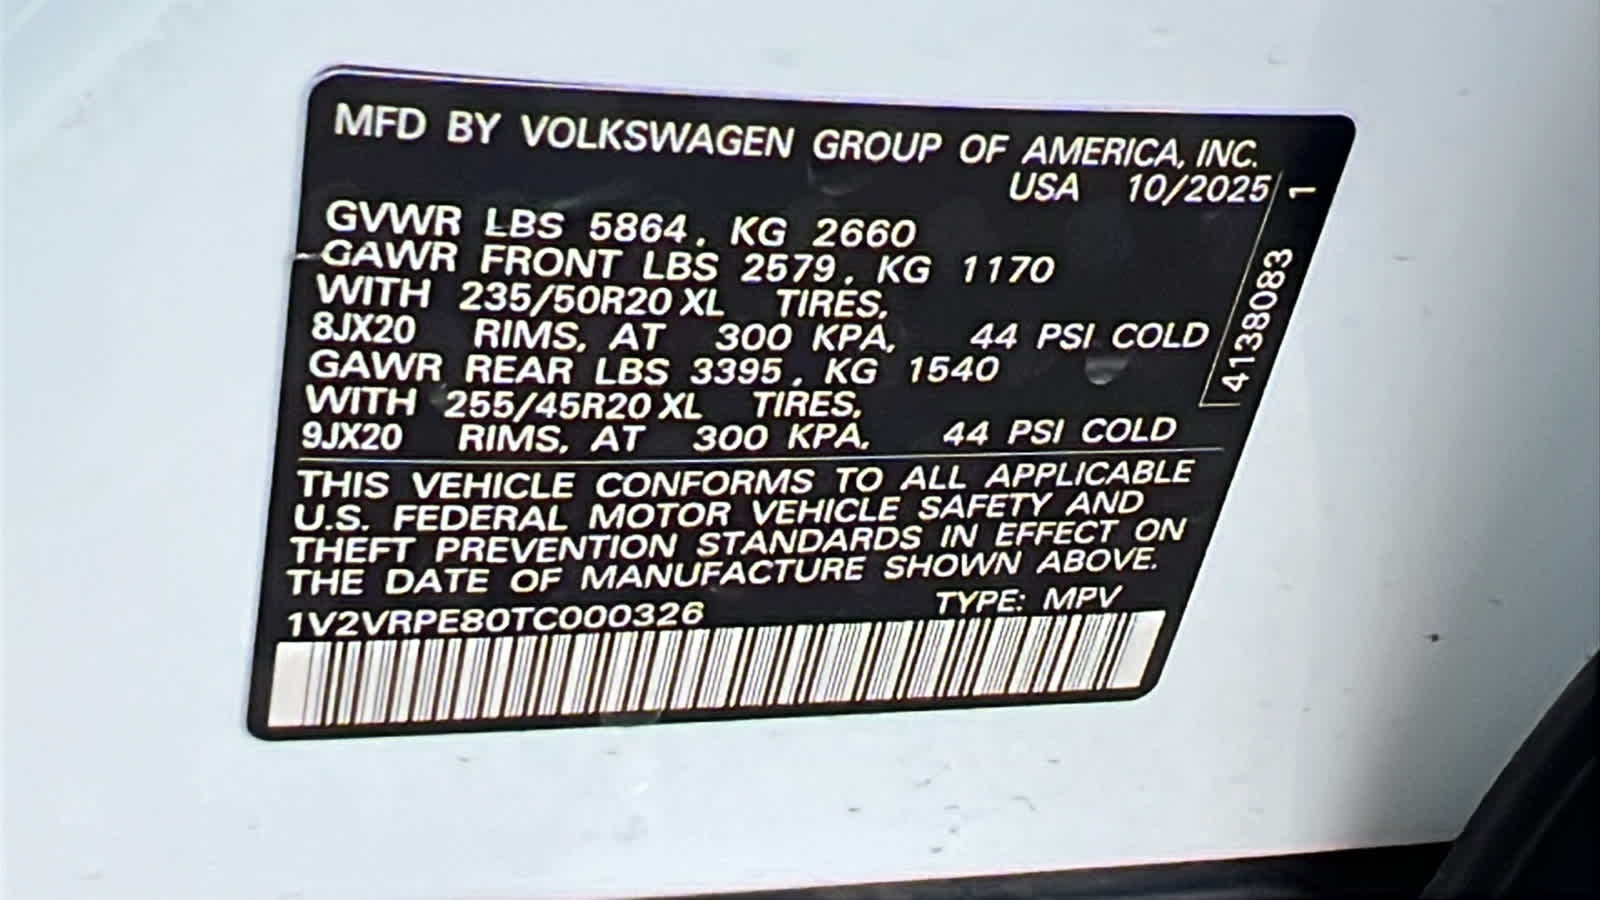 MFD BY VOLKSWAGEN GROUP OF AMERICA, INC.
USA 10/2025
GVWR LBS 5864, KG 2660
GAWR FRONT LBS 2579, KG 1170
WITH 235/50R20 XL TIRES,
8JX20 RIMS, AT 300 KPA, 44 PSI COLD
GAWR REAR LBS 3395, KG 1540
WITH 255/45R20 XL TIRES,
9JX20 RIMS, AT 300 KPA, 44 PSI COLD
THIS VEHICLE CONFORMS TO ALL APPLICABLE
U.S. FEDERAL MOTOR VEHICLE SAFETY AND
THEFT PREVENTION STANDARDS IN EFFECT ON
THE DATE OF MANUFACTURE SHOWN ABOVE.
1V2VRPE80TC000326 TYPE: MPV
4138083 1